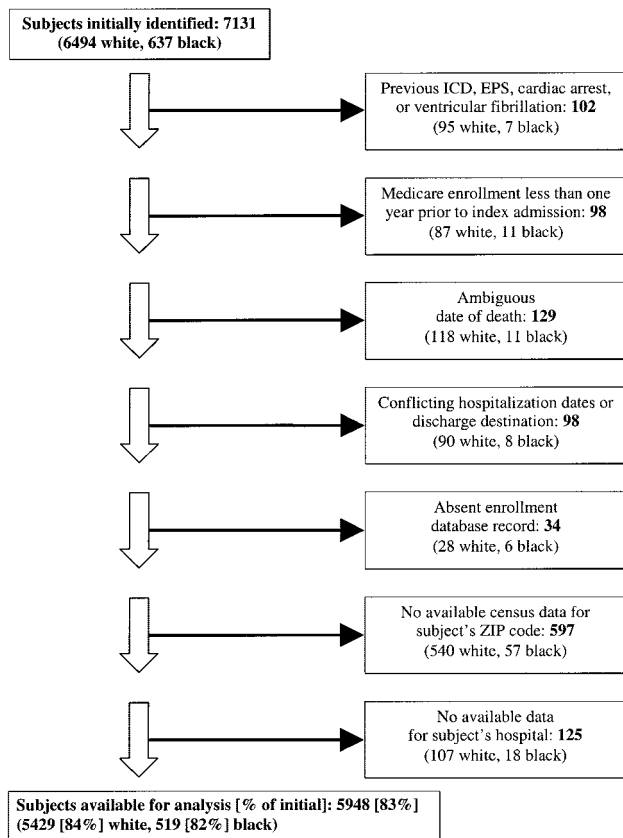 Subjects initially identified: 7131
(6494 white, 637 black)
Previous ICD, EPS, cardiac arrest,
or ventricular fibrillation: 102
(95 white, 7 black)
Medicare enrollment less than one
year prior to index admission: 98
(87 white, 11 black)
Ambiguous
date of death: 129
(118 white, 11 black)
Conflicting hospitalization dates or
discharge destination: 98
(90 white, 8 black)
Absent enrollment
database record: 34
(28 white, 6 black)
No available census data for
subject's ZIP code: 597
(540 white, 57 black)
No available data
for subject's hospital: 125
(107 white, 18 black)
Subjects available for analysis [% of initial]: 5948 [83%]
(5429 [84%] white, 519 [82%] black)